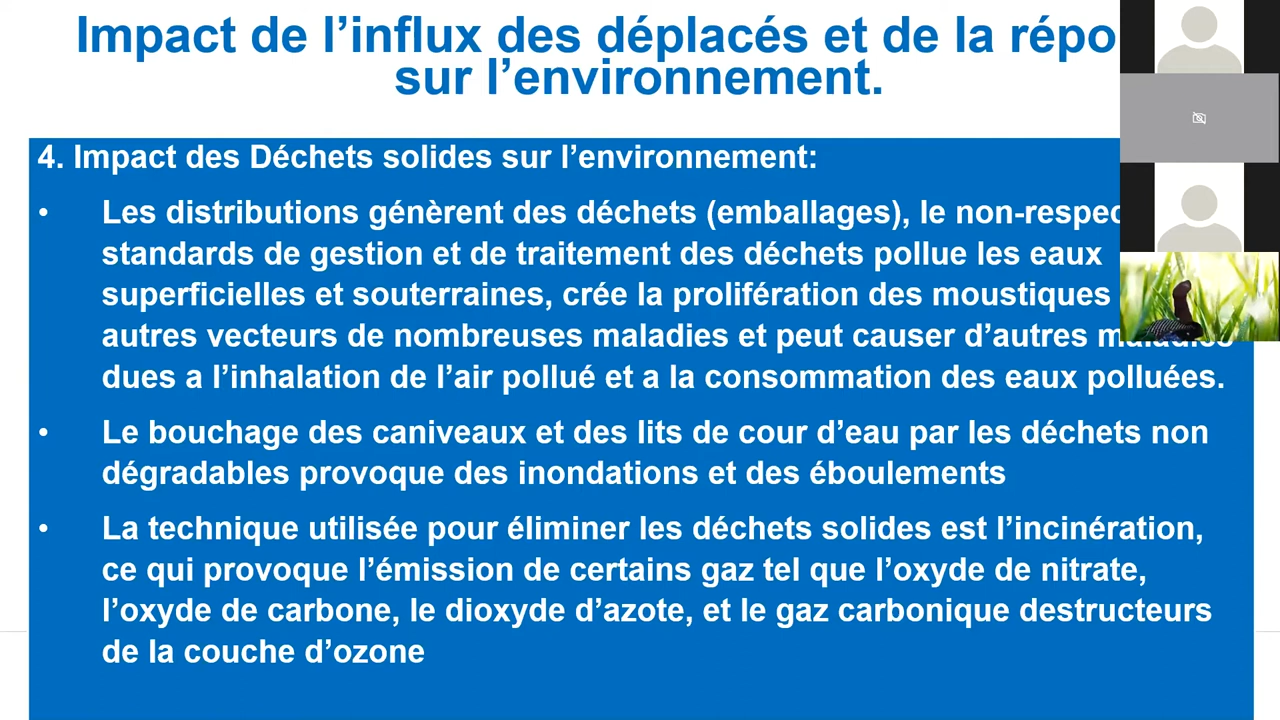 Impact de l’influx des déplacés et de la répo
sur l’environnement.
4. Impact des Déchets solides sur l’environnement:
• Les distributions génèrent des déchets (emballages), le non-respec
standards de gestion et de traitement des déchets pollue les eaux
superficielles et souterraines, crée la prolifération des moustiques
autres vecteurs de nombreuses maladies et peut causer d’autres maladies
dues a l’inhalation de l’air pollué et a la consommation des eaux polluées.
• Le bouchage des caniveaux et des lits de cour d’eau par les déchets non
dégradables provoque des inondations et des éboulements
• La technique utilisée pour éliminer les déchets solides est l’incinération,
ce qui provoque l’émission de certains gaz tel que l’oxyde de nitrate,
l’oxyde de carbone, le dioxyde d’azote, et le gaz carbonique destructeurs
de la couche d’ozone